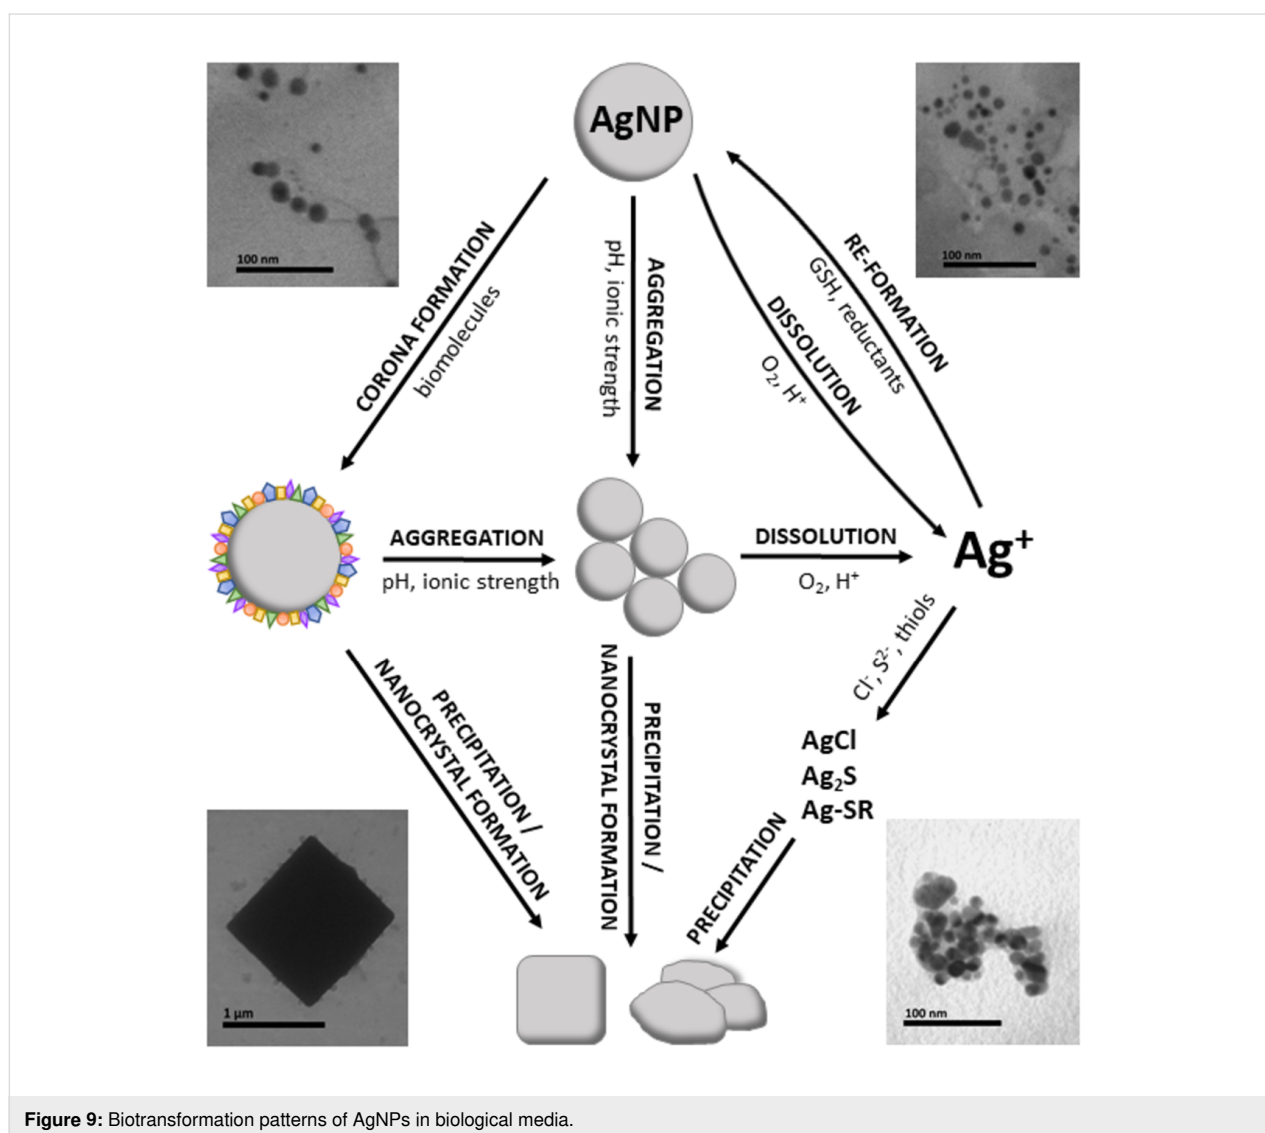 AgNP
100 nm
100 nm
CORONA FORMATION
biomolecules
AGGREGATION
pH, ionic strength
DISSOLUTION
O₂, H⁺
RE-FORMATION
GSH, reductants
AGGREGATION
pH, ionic strength
DISSOLUTION
O₂, H⁺
Ag⁺
Cl⁻, S²⁻, thiols
PRECIPITATION /
NANOCRYSTAL FORMATION
PRECIPITATION /
NANOCRYSTAL FORMATION
AgCl
Ag₂S
Ag-SR
PRECIPITATION
1 µm
100 nm
Figure 9: Biotransformation patterns of AgNPs in biological media.